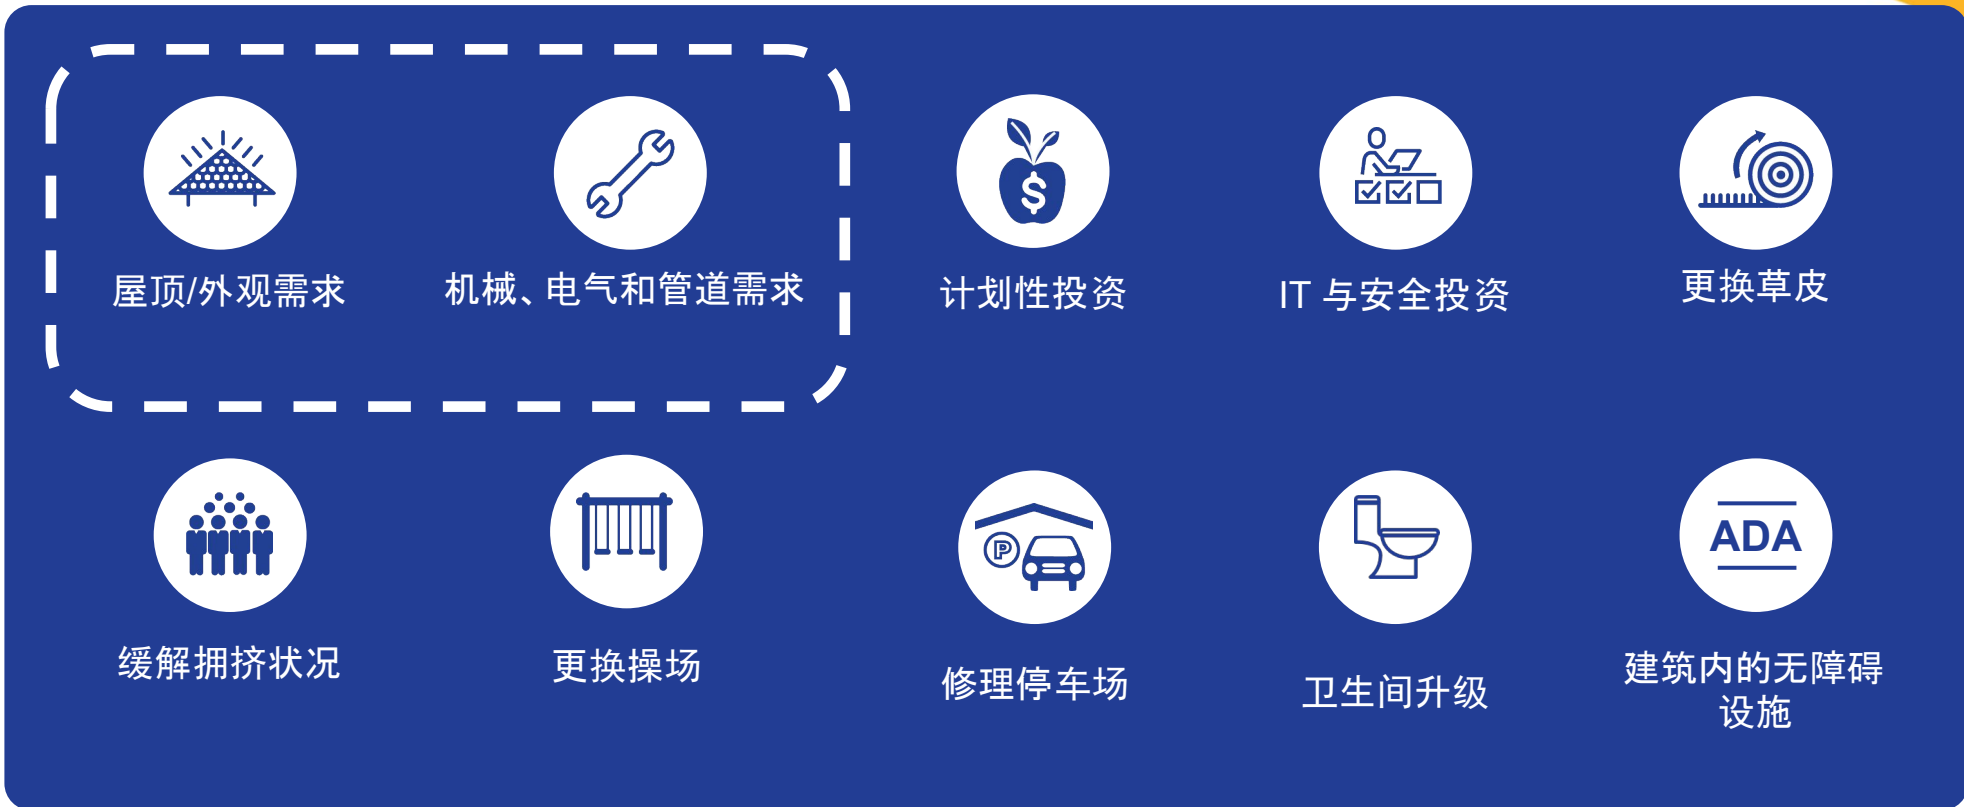 屋顶/外观需求
机械、电气和管道需求
$
计划性投资
IT 与安全投资
更换草皮
缓解拥挤状况
更换操场
P
修理停车场
卫生间升级
ADA
建筑内的无障碍
设施